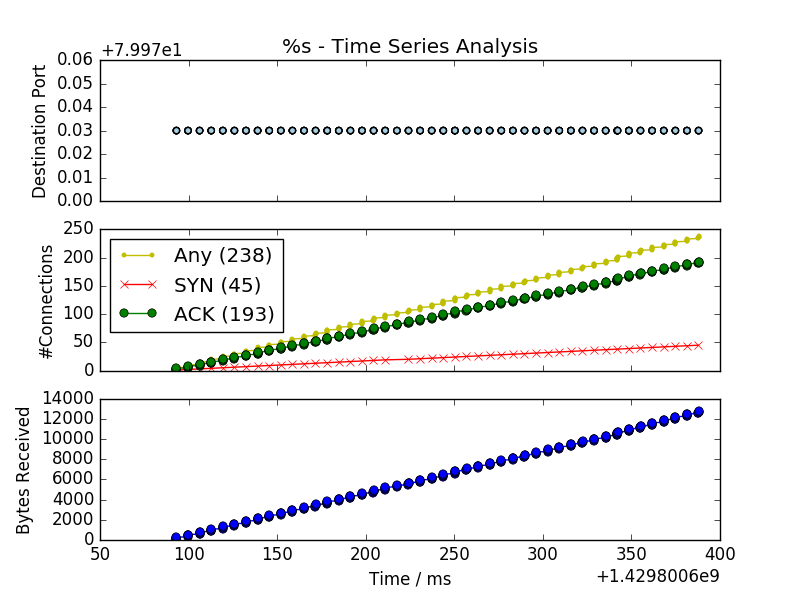 %s - Time Series Analysis
+7.997e1
0.06
0.05
0.04
0.03
0.02
0.01
0.00
Destination Port
250
200
150
100
50
0
#Connections
Any (238)
SYN (45)
ACK (193)
14000
12000
10000
8000
6000
4000
2000
0
Bytes Received
50 100 150 200 250 300 350 400
Time / ms
+1.4298006e9